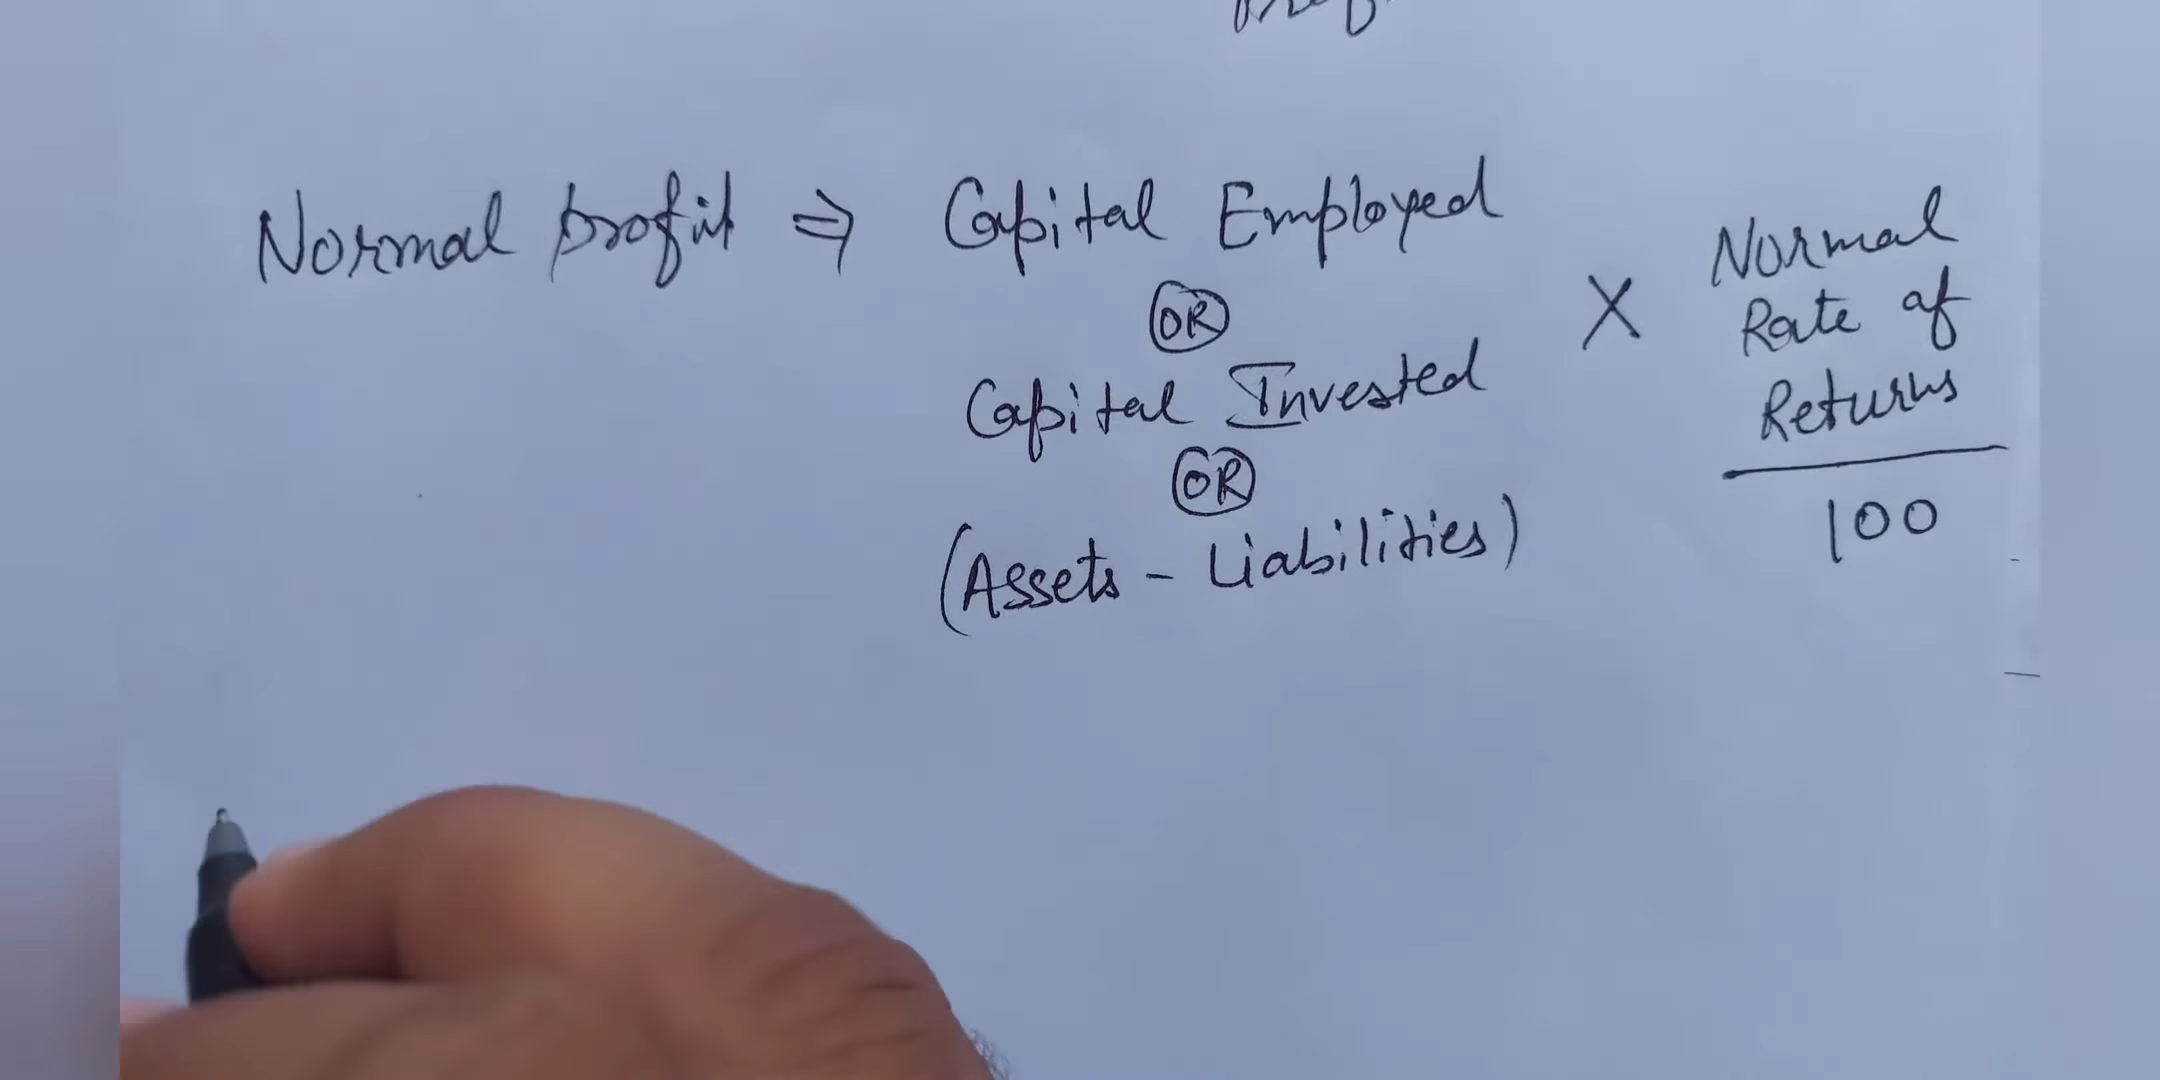 Normal profit ⇒ Capital Employed
OR
Capital Invested
OR
(Assets - Liabilities)
X
Normal
Rate of
Returns
100